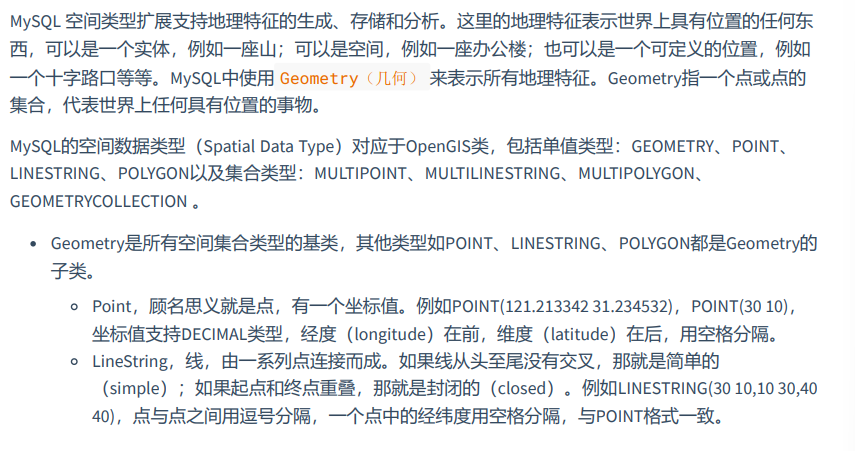 MySQL 空间类型扩展支持地理特征的生成、存储和分析。这里的地理特征表示世界上具有位置的任何东
西，可以是一个实体，例如一座山；可以是空间，例如一座办公楼；也可以是一个可定义的位置，例如
一个十字路口等等。MySQL中使用 Geometry（几何） 来表示所有地理特征。Geometry指一个点或点的
集合，代表世界上任何具有位置的事物。
MySQL的空间数据类型（Spatial Data Type）对应于OpenGIS类，包括单值类型：GEOMETRY、POINT、
LINESTRING、POLYGON以及集合类型：MULTIPOINT、MULTILINESTRING、MULTIPOLYGON、
GEOMETRYCOLLECTION 。
• Geometry是所有空间集合类型的基类，其他类型如POINT、LINESTRING、POLYGON都是Geometry的
子类。
◦ Point，顾名思义就是点，有一个坐标值。例如POINT(121.213342 31.234532)，POINT(30 10)，
坐标值支持DECIMAL类型，经度（longitude）在前，维度（latitude）在后，用空格分隔。
◦ LineString，线，由一系列点连接而成。如果线从头至尾没有交叉，那就是简单的
（simple）；如果起点和终点重叠，那就是封闭的（closed）。例如LINESTRING(30 10,10 30,40
40)，点与点之间用逗号分隔，一个点中的经纬度用空格分隔，与POINT格式一致。